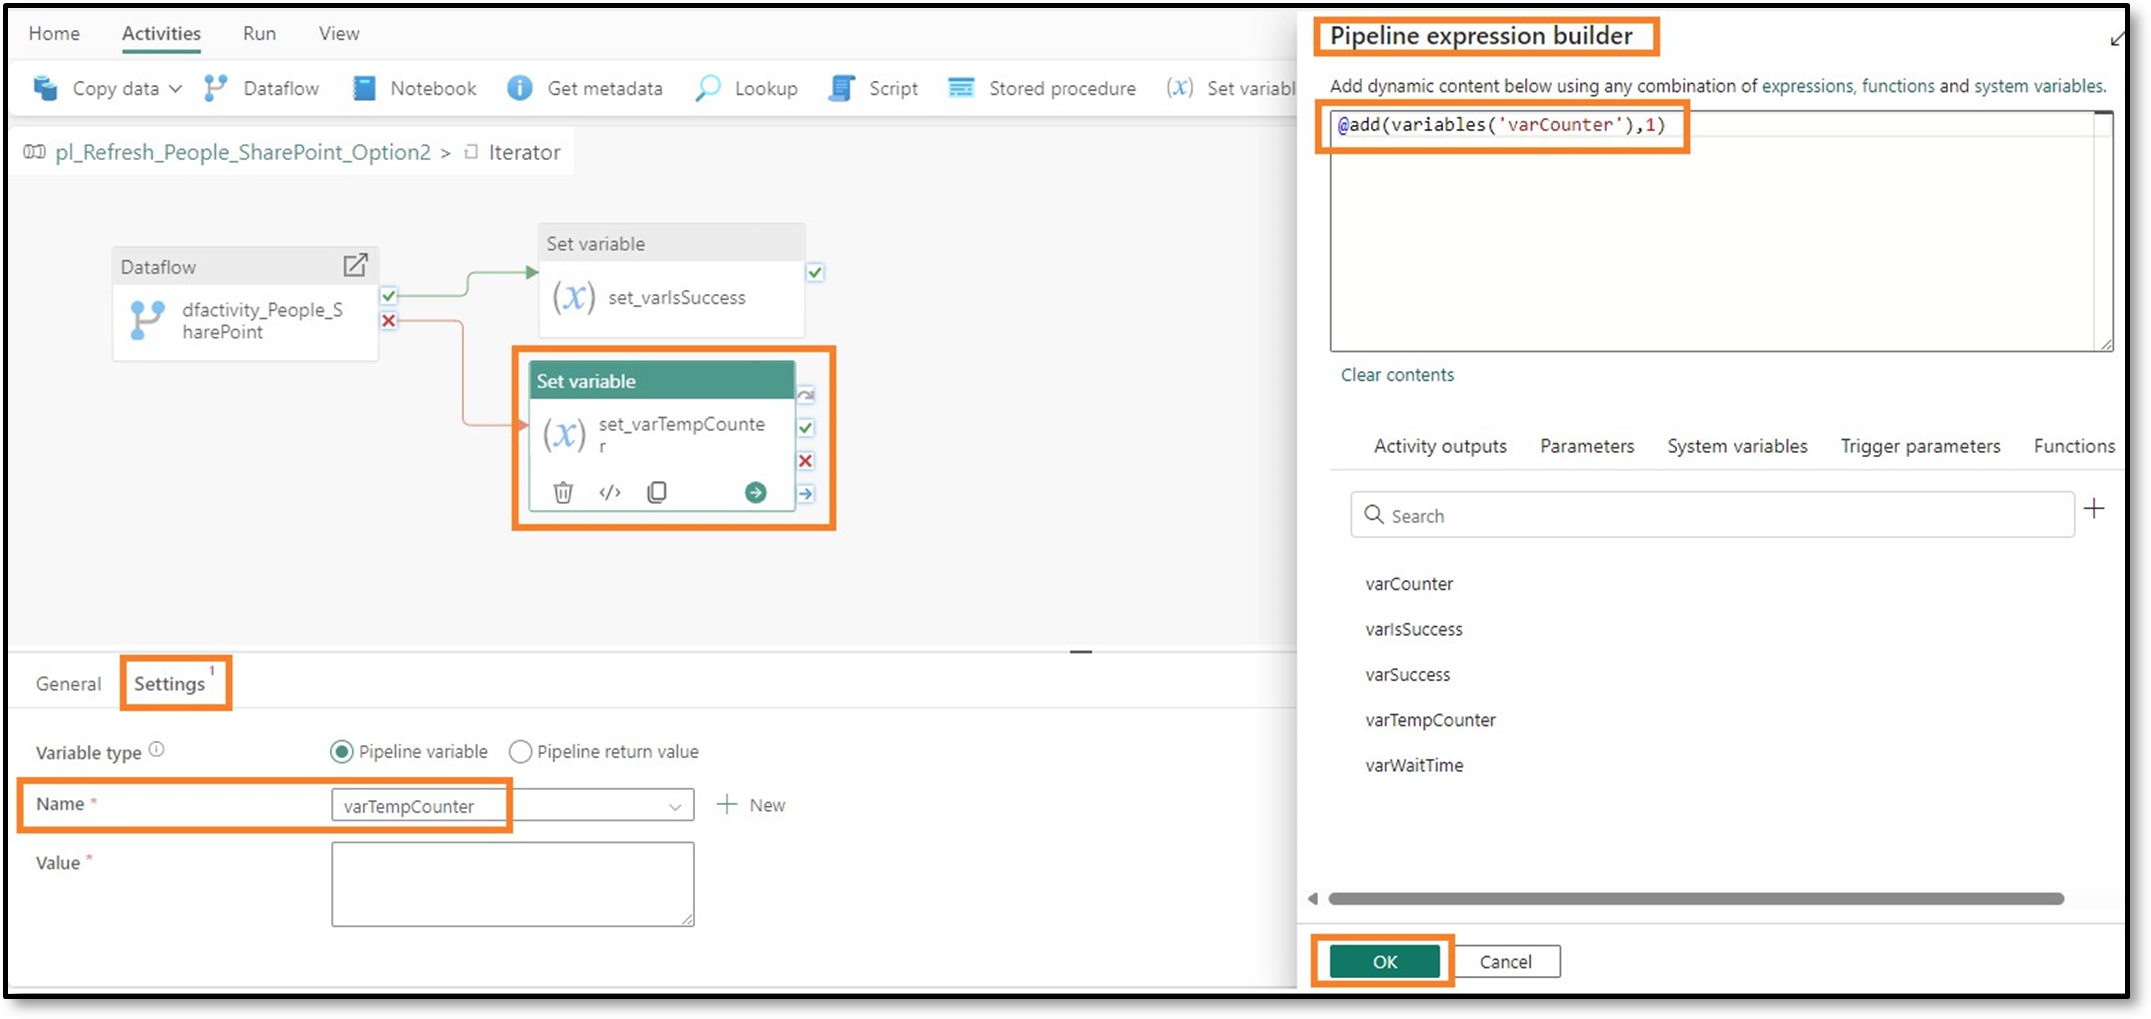 Home Activities Run View
Copy data Dataflow Notebook Get metadata Lookup Script Stored procedure (x) Set variabl
pl_Refresh_People_SharePoint_Option2 > Iterator
Dataflow
dfactivity_People_S
harePoint
Set variable
(x) set_varIsSuccess
Set variable
(x) set_varTempCounte
r
General Settings 1
Variable type Pipeline variable Pipeline return value
Name * varTempCounter + New
Value *
Pipeline expression builder
Add dynamic content below using any combination of expressions, functions and system variables.
@add(variables('varCounter'),1)
Clear contents
Activity outputs Parameters System variables Trigger parameters Functions
Search
varCounter
varIsSuccess
varSuccess
varTempCounter
varWaitTime
OK Cancel